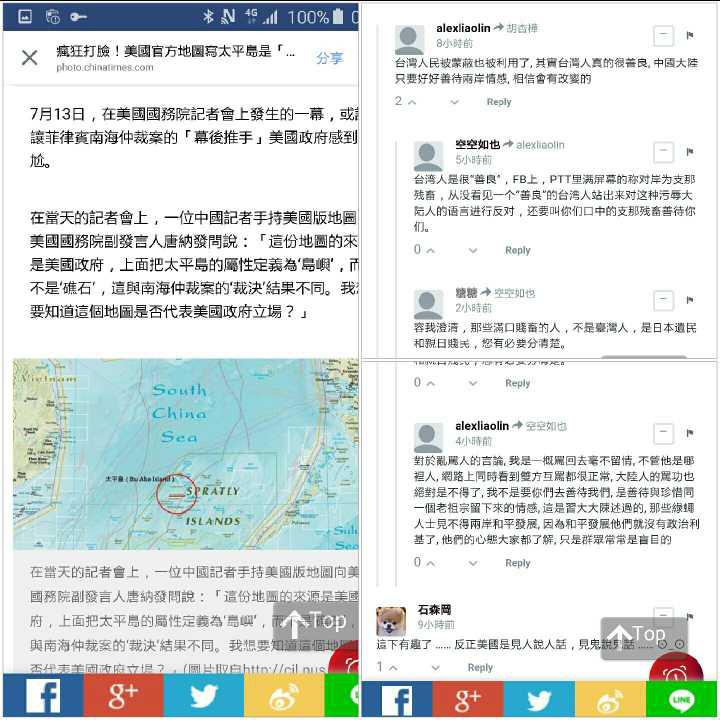 4G
100%
瘋狂打臉！美國官方地圖寫太平島是「...
分享
photo.chinatimes.com
7月13日，在美國國務院記者會上發生的一幕，或
讓菲律賓南海仲裁案的「幕後推手」美國政府感到
尬。
在當天的記者會上，一位中國記者手持美國版地圖
美國國務院副發言人唐納發問說：「這份地圖的來
是美國政府，上面把太平島的屬性定義為'島嶼'，而
不是'礁石'，這與南海仲裁案的'裁決'結果不同。我
要知道這個地圖是否代表美國政府立場？」
Vietnam
South
China
Sea
太平島（Itu Aba Island）
SPRATLY
ISLANDS
Sulu
在當天的記者會上，一位中國記者手持美國版地圖向美
國務院副發言人唐納發問說：「這份地圖的來源是美國
府，上面把太平島的屬性定義為'島嶼'，而
與南海仲裁案的'裁決'結果不同。我想要知道這個地
否代表美國政府立場？」(圖片取自http://cil.nus
Top
f
g+
alexliaolin
胡杏樺
8小時前
台灣人民被蒙蔽也被利用了, 其實台灣人真的很善良, 中國大陸
只要好好善待兩岸情感, 相信會有改變的
2
Reply
空空如也
alexliaolin
5小時前
台湾人是很“善良”，FB上，PTT里满屏幕的称对岸为支那
残畜，从没看见一个“善良”的台湾人站出来对这种污辱大
陆人的语言进行反对，还要叫你们口中的支那残畜善待你
们。
0
Reply
糖糖
空空如也
2小時前
容我澄清，那些滿口賤畜的人，不是臺灣人，是日本遺民
和親日賤民，您有必要分清楚。
0
Reply
alexliaolin
空空如也
4小時前
對於亂罵人的言論, 我是一概罵回去毫不留情, 不管他是哪
裡人, 網路上同時看到雙方互罵都很正常, 大陸人的罵功也
絕對是不得了, 我不是要你們去善待我們, 是善待與珍惜同
一個老祖宗留下來的情感, 這是習大大陳述過的, 那些綠蠅
人士見不得兩岸和平發展, 因為和平發展他們就沒有政治利
基了, 他們的心態大家都了解, 只是群眾常常是盲目的
0
Reply
石森岡
9小時前
這下有趣了 ...... 反正美國是見人說人話，見鬼說鬼話 ...... ⊙_⊙
1
Reply
Top
f
g+
LINE